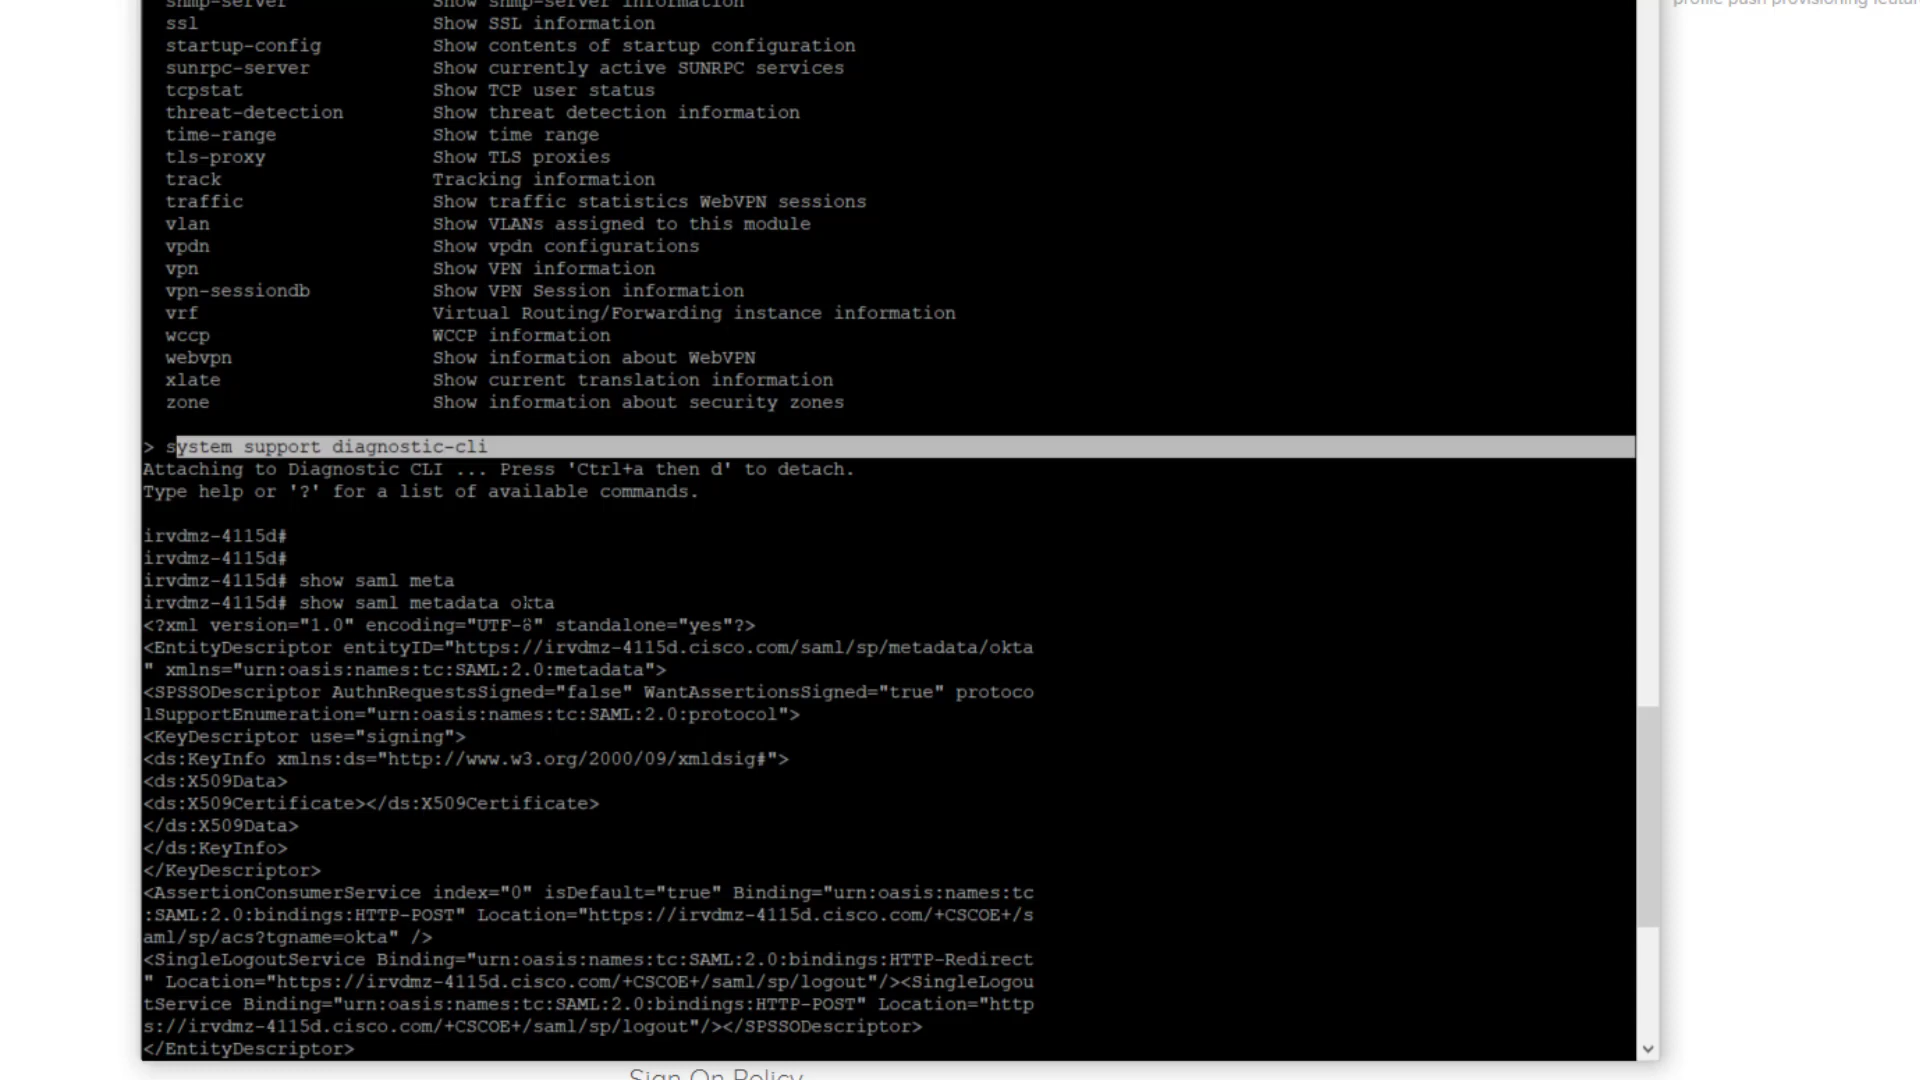 snmp-server Show snmp-server information
profile push provisioning featur
ssl Show SSL information
startup-config Show contents of startup configuration
sunrpc-server Show currently active SUNRPC services
tcpstat Show TCP user status
threat-detection Show threat detection information
time-range Show time range
tls-proxy Show TLS proxies
track Tracking information
traffic Show traffic statistics WebVPN sessions
vlan Show VLANs assigned to this module
vpdn Show vpdn configurations
vpn Show VPN information
vpn-sessiondb Show VPN Session information
vrf Virtual Routing/Forwarding instance information
wccp WCCP information
webvpn Show information about WebVPN
xlate Show current translation information
zone Show information about security zones
> system support diagnostic-cli
Attaching to Diagnostic CLI ... Press 'Ctrl+a then d' to detach.
Type help or '?' for a list of available commands.
irvdmz-4115d#
irvdmz-4115d#
irvdmz-4115d# show saml meta
irvdmz-4115d# show saml metadata okta
<?xml version="1.0" encoding="UTF-8" standalone="yes"?>
<EntityDescriptor entityID="https://irvdmz-4115d.cisco.com/saml/sp/metadata/okta
" xmlns="urn:oasis:names:tc:SAML:2.0:metadata">
<SPSSODescriptor AuthnRequestsSigned="false" WantAssertionsSigned="true" protoco
lSupportEnumeration="urn:oasis:names:tc:SAML:2.0:protocol">
<KeyDescriptor use="signing">
<ds:KeyInfo xmlns:ds="http://www.w3.org/2000/09/xmldsig#">
<ds:X509Data>
<ds:X509Certificate></ds:X509Certificate>
</ds:X509Data>
</ds:KeyInfo>
</KeyDescriptor>
<AssertionConsumerService index="0" isDefault="true" Binding="urn:oasis:names:tc
:SAML:2.0:bindings:HTTP-POST" Location="https://irvdmz-4115d.cisco.com/+CSCOE+/s
aml/sp/acs?tgname=okta" />
<SingleLogoutService Binding="urn:oasis:names:tc:SAML:2.0:bindings:HTTP-Redirect
" Location="https://irvdmz-4115d.cisco.com/+CSCOE+/saml/sp/logout"/><SingleLogou
tService Binding="urn:oasis:names:tc:SAML:2.0:bindings:HTTP-POST" Location="http
s://irvdmz-4115d.cisco.com/+CSCOE+/saml/sp/logout"/></SPSSODescriptor>
</EntityDescriptor>
Sign On Policy